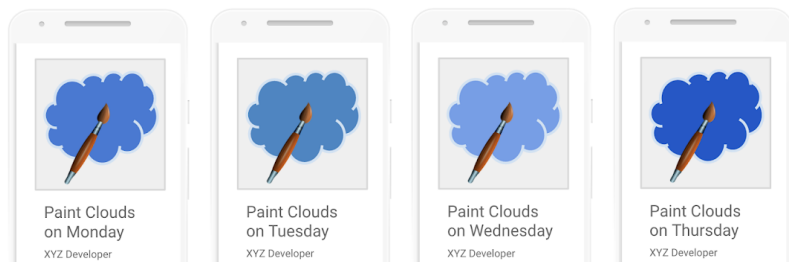 Paint Clouds
on Monday
XYZ Developer
Paint Clouds
on Tuesday
XYZ Developer
Paint Clouds
on Wednesday
XYZ Developer
Paint Clouds
on Thursday
XYZ Developer